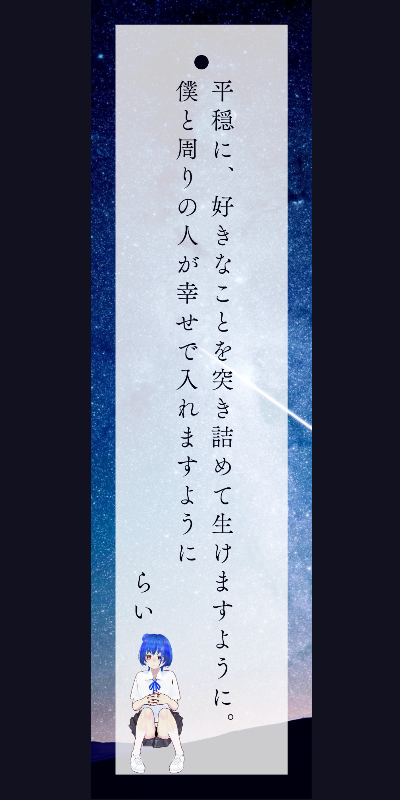 平穏に、好きなことを突き詰めて生けますように。
僕と周りの人が幸せで入れますように
らい